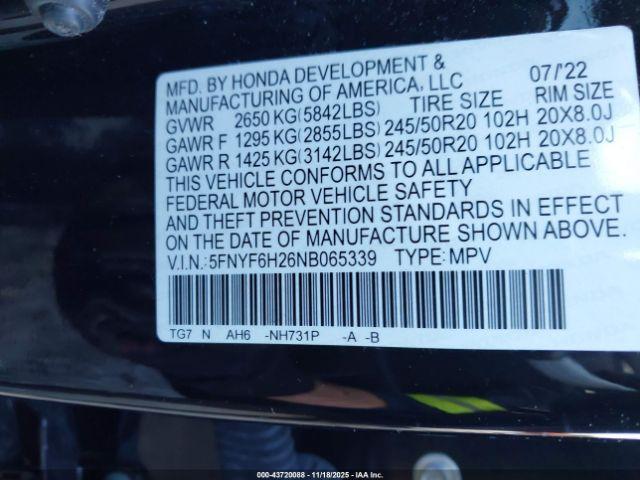 MFD. BY HONDA DEVELOPMENT &
MANUFACTURING OF AMERICA, LLC 07/'22
GVWR 2650 KG(5842LBS) TIRE SIZE RIM SIZE
GAWR F 1295 KG(2855LBS) 245/50R20 102H 20X8.0J
GAWR R 1425 KG(3142LBS) 245/50R20 102H 20X8.0J
THIS VEHICLE CONFORMS TO ALL APPLICABLE
FEDERAL MOTOR VEHICLE SAFETY
AND THEFT PREVENTION STANDARDS IN EFFECT
ON THE DATE OF MANUFACTURE SHOWN ABOVE.
V.I.N.:5FNYF6H26NB065339 TYPE:MPV
TG7 N AH6 -NH731P -A -B
000-43720088 - 11/18/2025 - IAA Inc.